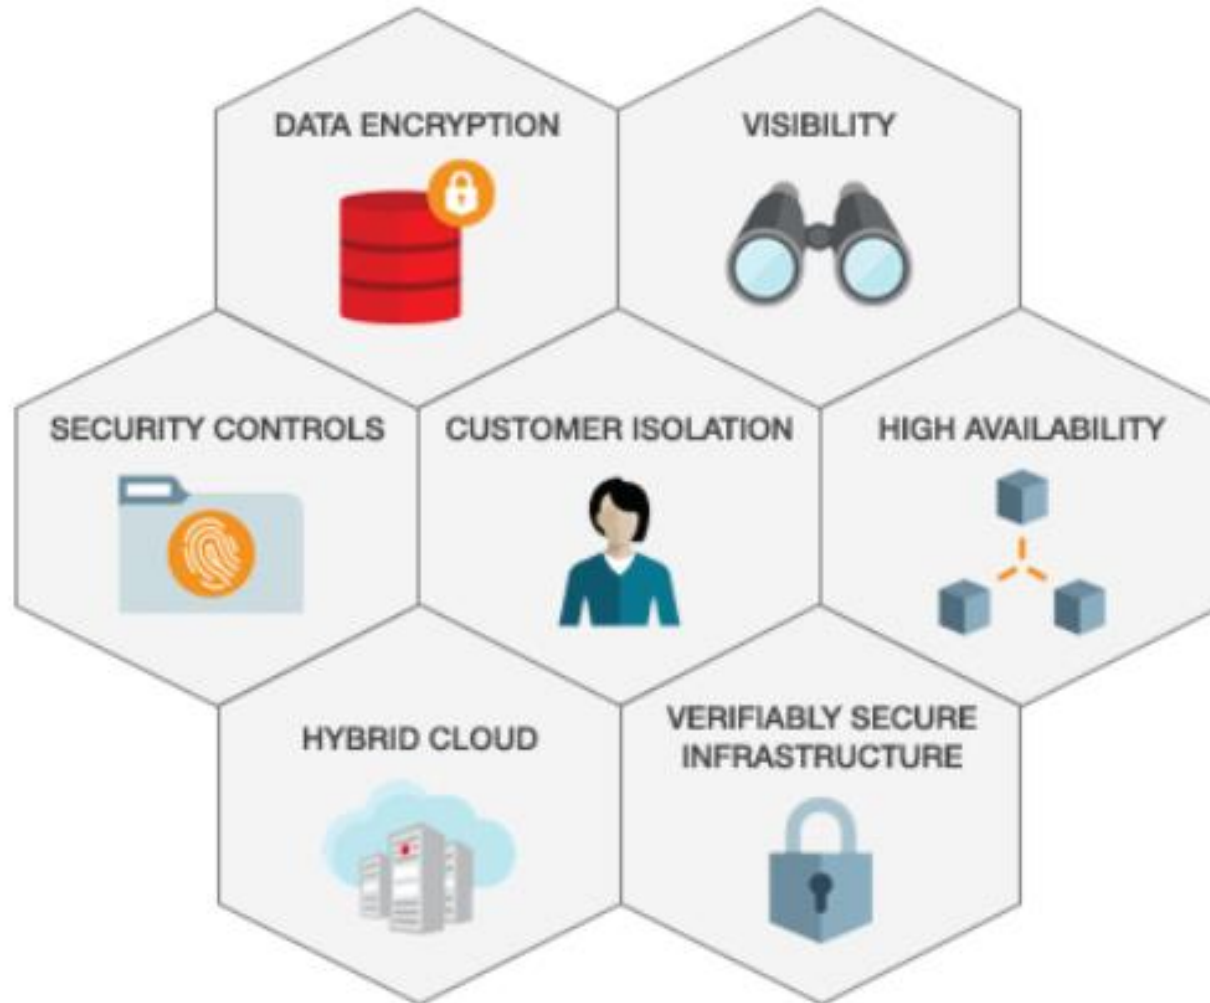 DATA ENCRYPTION
VISIBILITY
SECURITY CONTROLS
CUSTOMER ISOLATION
HIGH AVAILABILITY
HYBRID CLOUD
VERIFIABLY SECURE
INFRASTRUCTURE